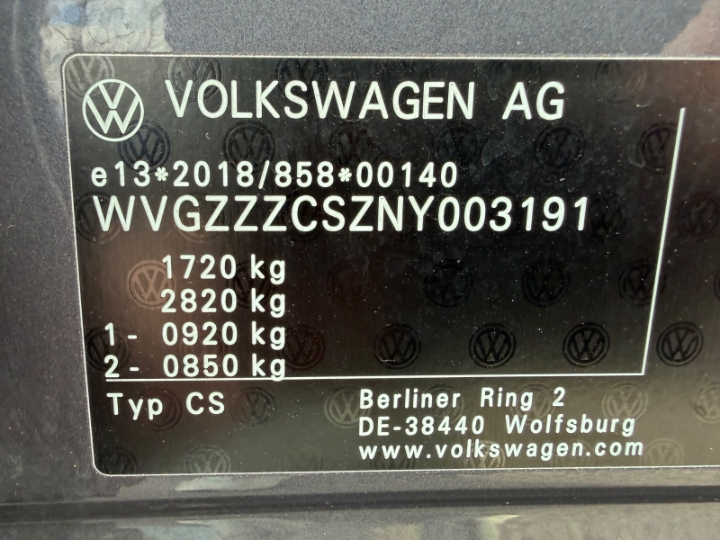 VOLKSWAGEN AG
e13*2018/858*00140
WVGZZZCSZNY003191
1720 kg
2820 kg
1- 0920 kg
2- 0850 kg
Typ CS
Berliner Ring 2
DE-38440 Wolfsburg
www.volkswagen.com